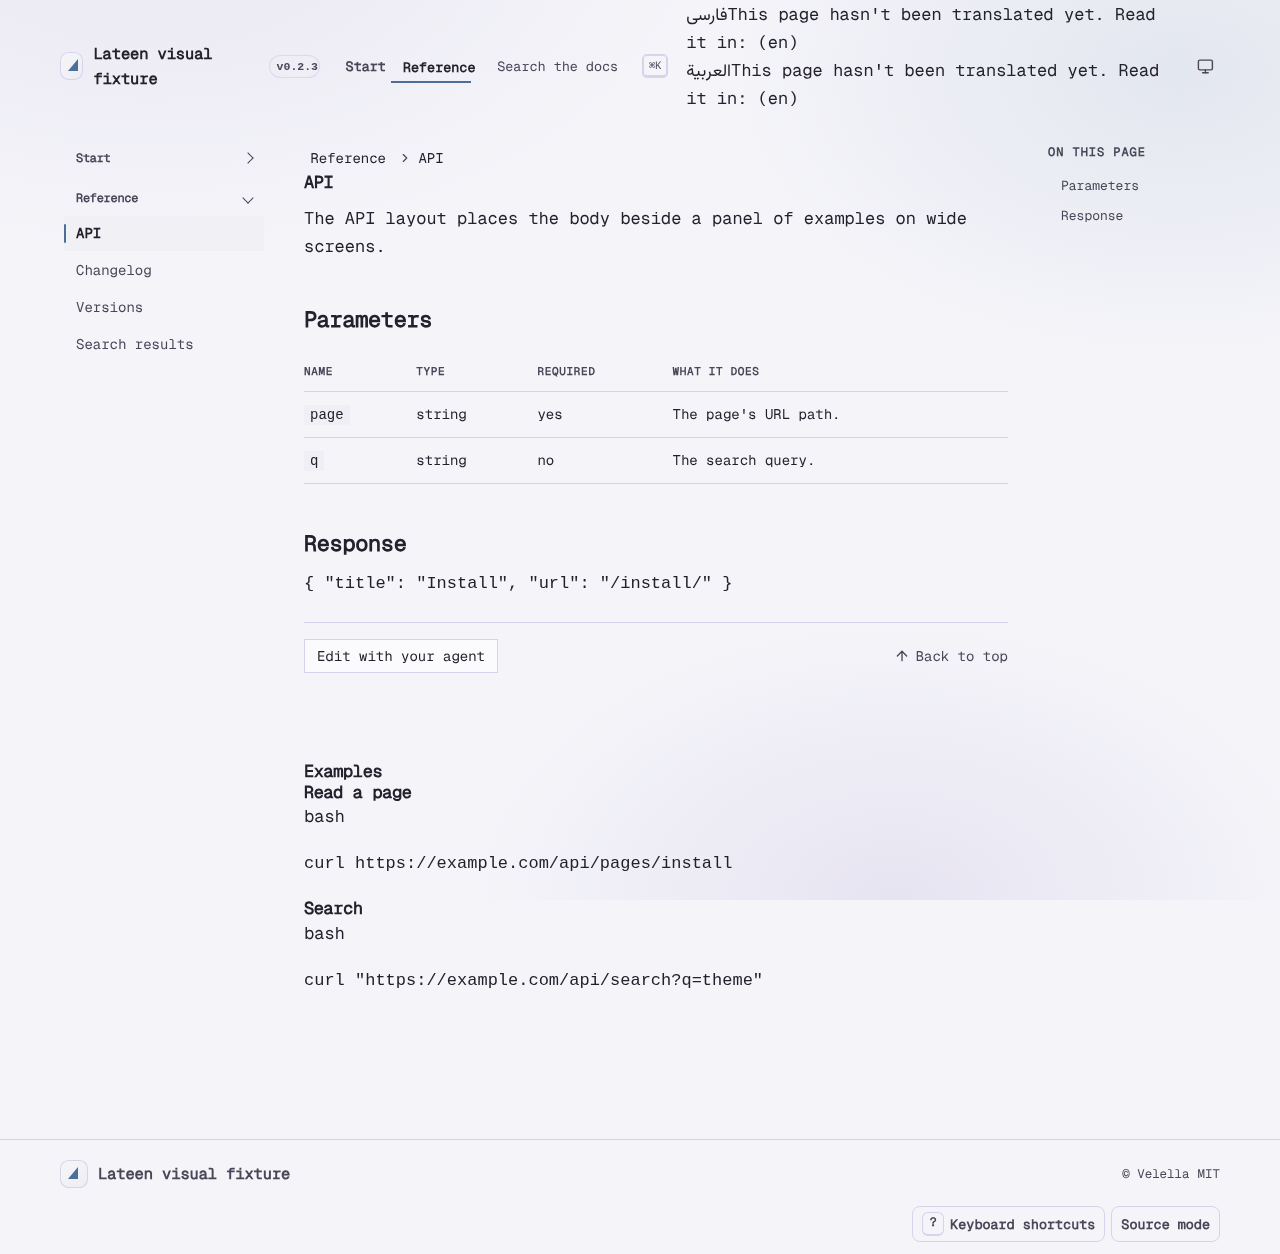 Lateen visual
fixture
v0.2.3
Start
Reference
Search the docs
⌘K
فارسیThis page hasn't been translated yet. Read
it in: (en)
العربيةThis page hasn't been translated yet. Read
it in: (en)
Start
Reference
API
Changelog
Versions
Search results
Reference > API
API
The API layout places the body beside a panel of examples on wide
screens.
Parameters
NAME TYPE REQUIRED WHAT IT DOES
page string yes The page's URL path.
q string no The search query.
Response
{ "title": "Install", "url": "/install/" }
Edit with your agent
↑ Back to top
Examples
Read a page
bash
curl https://example.com/api/pages/install
Search
bash
curl "https://example.com/api/search?q=theme"
ON THIS PAGE
Parameters
Response
Lateen visual fixture
© Velella MIT
? Keyboard shortcuts
Source mode